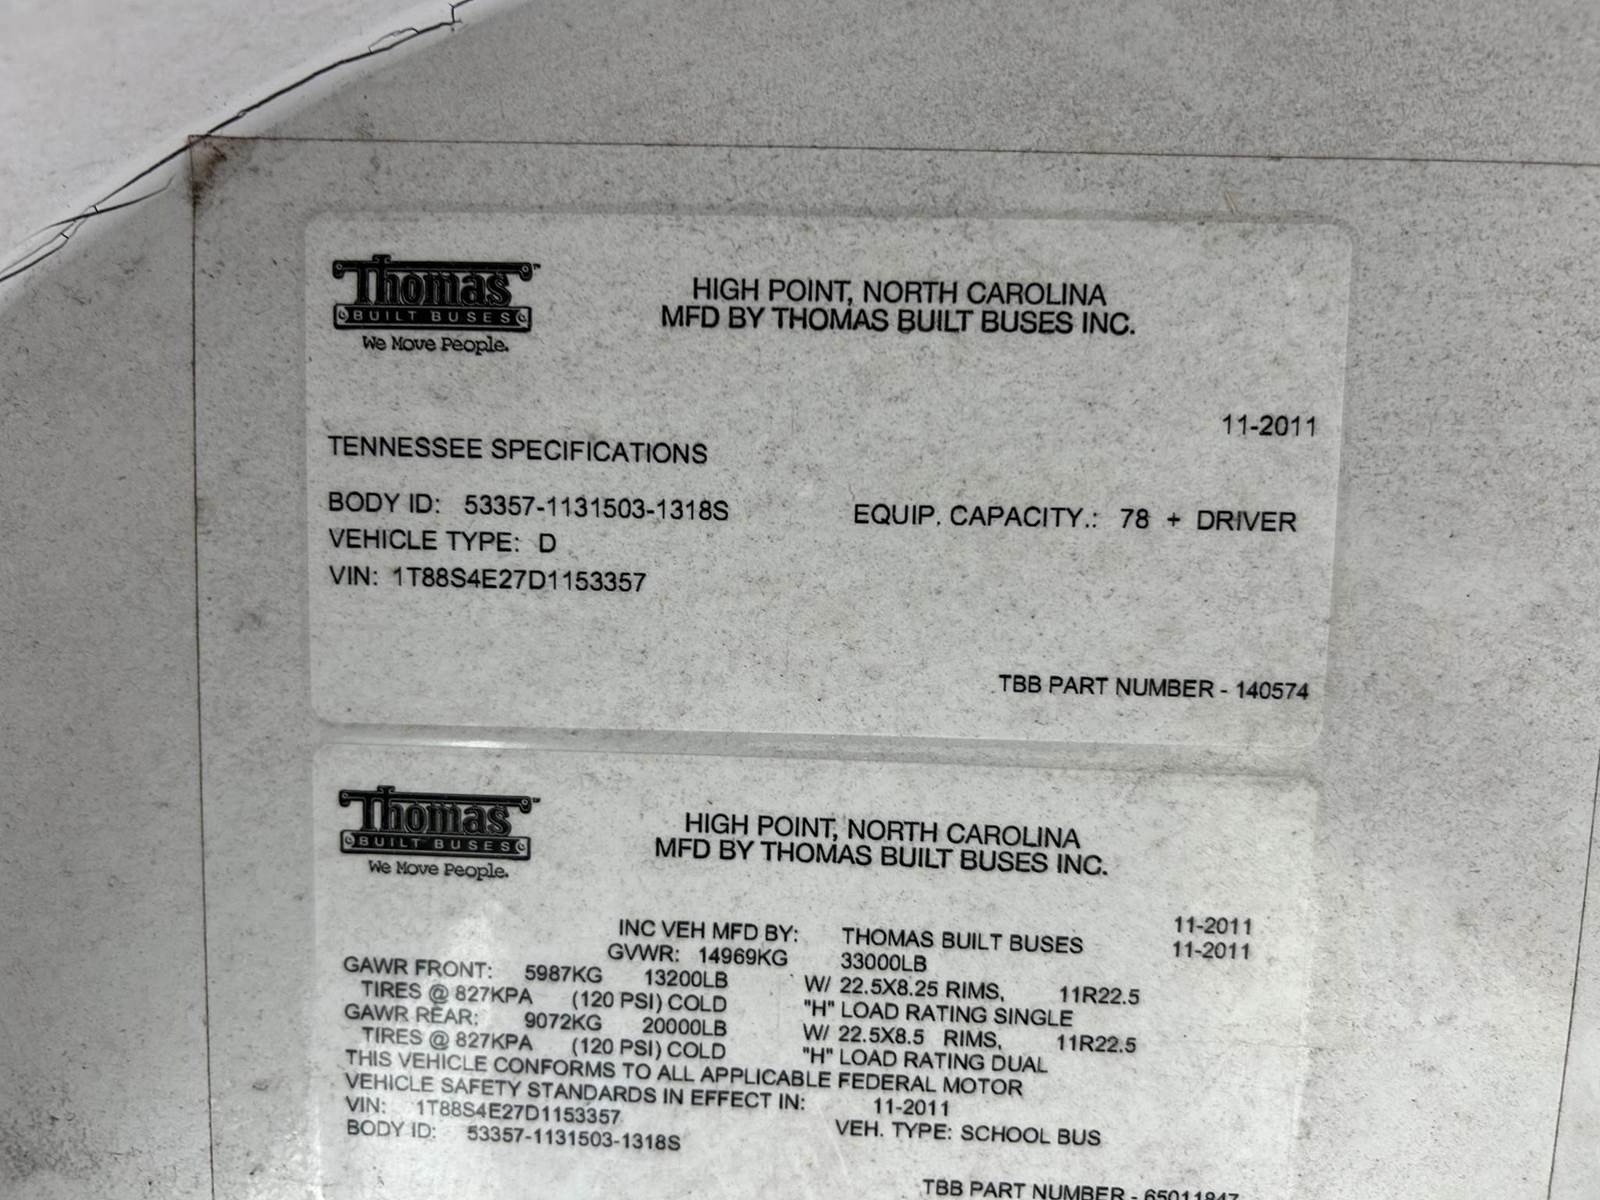 Thomas™
BUILT BUSES
We Move People.
HIGH POINT, NORTH CAROLINA
MFD BY THOMAS BUILT BUSES INC.
11-2011
TENNESSEE SPECIFICATIONS
BODY ID: 53357-1131503-1318S EQUIP. CAPACITY.: 78 + DRIVER
VEHICLE TYPE: D
VIN: 1T88S4E27D1153357
TBB PART NUMBER - 140574
Thomas™
BUILT BUSES
We Move People.
HIGH POINT, NORTH CAROLINA
MFD BY THOMAS BUILT BUSES INC.
INC VEH MFD BY: THOMAS BUILT BUSES 11-2011
GVWR: 14969KG 33000LB 11-2011
GAWR FRONT: 5987KG 13200LB W/ 22.5X8.25 RIMS, 11R22.5
TIRES @ 827KPA (120 PSI) COLD "H" LOAD RATING SINGLE
GAWR REAR: 9072KG 20000LB W/ 22.5X8.5 RIMS, 11R22.5
TIRES @ 827KPA (120 PSI) COLD "H" LOAD RATING DUAL
THIS VEHICLE CONFORMS TO ALL APPLICABLE FEDERAL MOTOR
VEHICLE SAFETY STANDARDS IN EFFECT IN: 11-2011
VIN: 1T88S4E27D1153357 VEH. TYPE: SCHOOL BUS
BODY ID: 53357-1131503-1318S
TBB PART NUMBER - 65011847